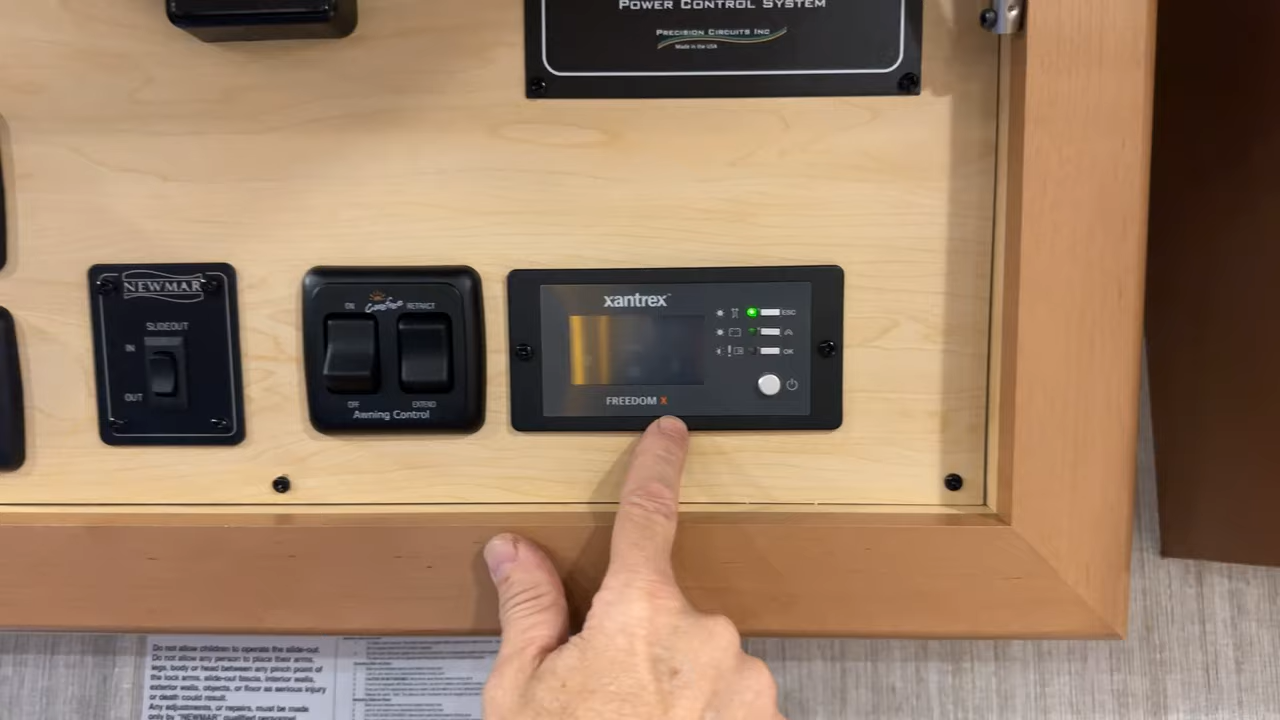 POWER CONTROL SYSTEM
PRECISION CIRCUITS INC
Made in the USA
NEWMAR
SLIDEOUT
IN
OUT
ON
Carefree
RETRACT
OFF
EXTEND
Awning Control
xantrex
ESC
OK
FREEDOM X
Do not allow children to operate the slide-out.
Do not allow any person to place their arms,
legs, body or head between any pinch point of
the lock arms, slide-out fascia, interior walls,
exterior walls, objects, or floor as serious injury
or death could result.
Any adjustments, or repairs, must be made
only by "NEWMAR" qualified personnel